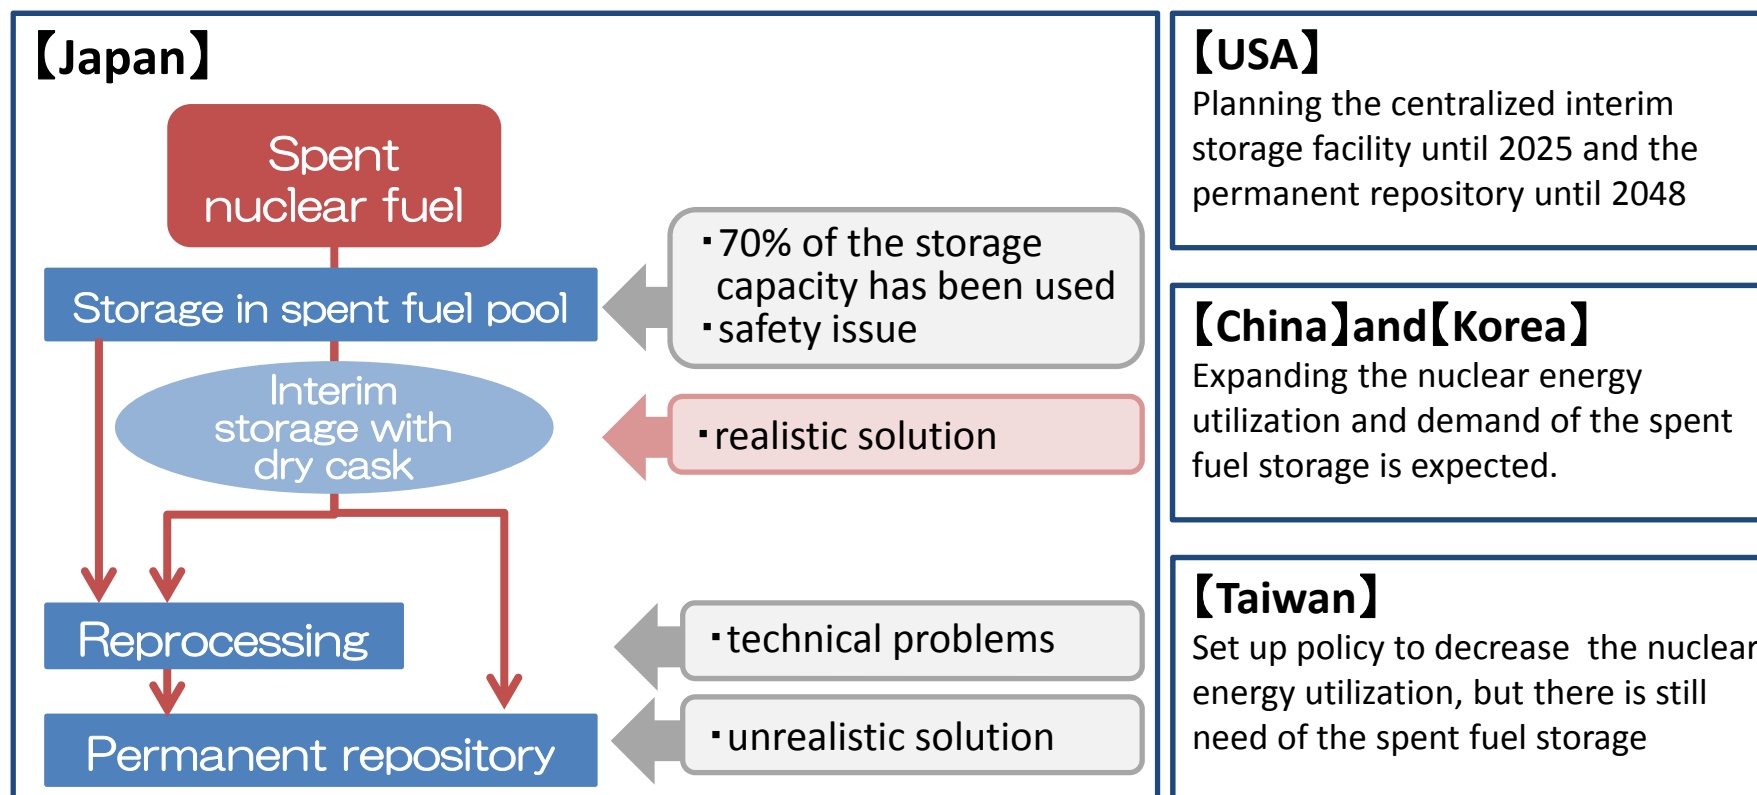 【Japan】
Spent
nuclear fuel
Storage in spent fuel pool
▪70% of the storage
capacity has been used
▪safety issue
Interim
storage with
dry cask
▪realistic solution
Reprocessing
▪technical problems
Permanent repository
▪unrealistic solution
【USA】
Planning the centralized interim
storage facility until 2025 and the
permanent repository until 2048
【China】and【Korea】
Expanding the nuclear energy
utilization and demand of the spent
fuel storage is expected.
【Taiwan】
Set up policy to decrease  the nuclear
energy utilization, but there is still
need of the spent fuel storage